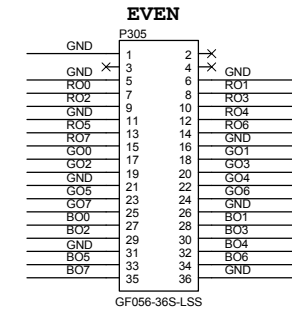 EVEN
P305
GND 1 2
3 4
GND 5 6 GND
RO0 7 8 RO1
RO2 9 10 RO3
GND 11 12 RO4
RO5 13 14 RO6
RO7 15 16 GND
GO0 17 18 GO1
GO2 19 20 GO3
GND 21 22 GO4
GO5 23 24 GO6
GO7 25 26 GND
BO0 27 28 BO1
BO2 29 30 BO3
GND 31 32 BO4
BO5 33 34 BO6
BO7 35 36 GND
GF056-36S-LSS